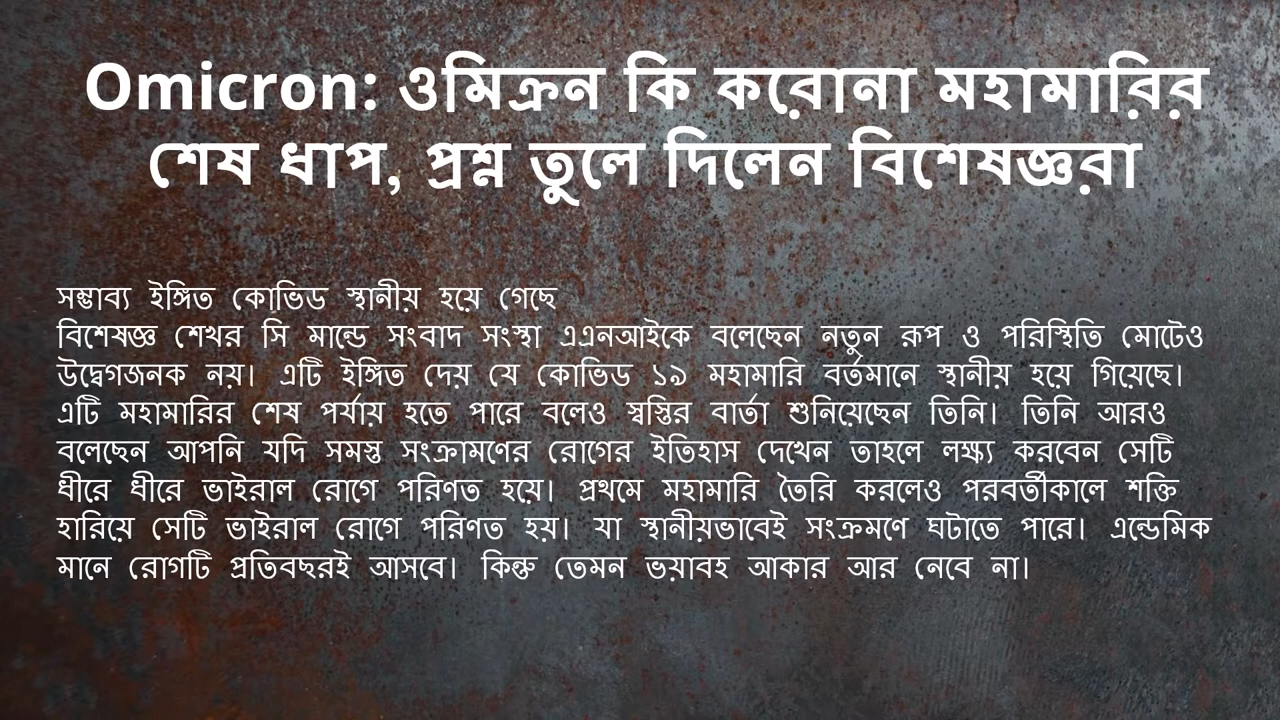 Omicron: ওমিক্রন কি করোনা মহামারির
শেষ ধাপ, প্রশ্ন তুলে দিলেন বিশেষজ্ঞরা
সম্ভাব্য ইঙ্গিত কোভিড স্থানীয় হয়ে গেছে
বিশেষজ্ঞ শেখর সি মান্ডে সংবাদ সংস্থা এএনআইকে বলেছেন নতুন রূপ ও পরিস্থিতি মোটেও
উদ্বেগজনক নয়। এটি ইঙ্গিত দেয় যে কোভিড ১৯ মহামারি বর্তমানে স্থানীয় হয়ে গিয়েছে।
এটি মহামারির শেষ পর্যায় হতে পারে বলেও স্বস্তির বার্তা শুনিয়েছেন তিনি। তিনি আরও
বলেছেন আপনি যদি সমস্ত সংক্রামণের রোগের ইতিহাস দেখেন তাহলে লক্ষ্য করবেন সেটি
ধীরে ধীরে ভাইরাল রোগে পরিণত হয়ে। প্রথমে মহামারি তৈরি করলেও পরবর্তীকালে শক্তি
হারিয়ে সেটি ভাইরাল রোগে পরিণত হয়। যা স্থানীয়ভাবেই সংক্রমণে ঘটাতে পারে। এন্ডেমিক
মানে রোগটি প্রতিবছরই আসবে। কিন্তু তেমন ভয়াবহ আকার আর নেবে না।